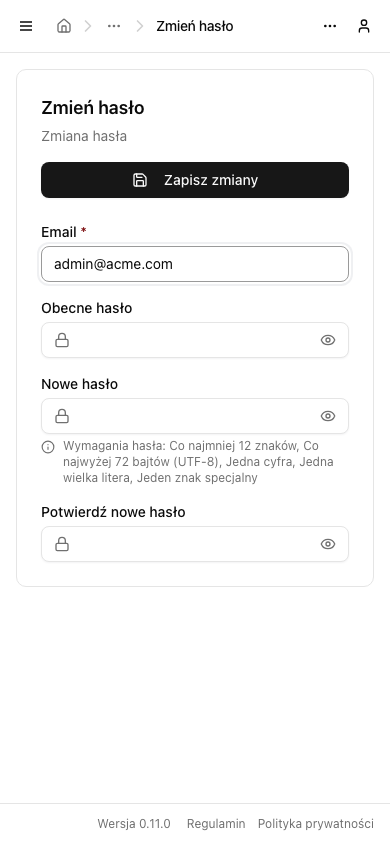 Zmień hasło
Zmień hasło
Zmiana hasła
Zapisz zmiany
Email *
admin@acme.com
Obecne hasło
Nowe hasło
Wymagania hasła: Co najmniej 12 znaków, Co
najwyżej 72 bajtów (UTF-8), Jedna cyfra, Jedna
wielka litera, Jeden znak specjalny
Potwierdź nowe hasło
Wersja 0.11.0 Regulamin Polityka prywatności